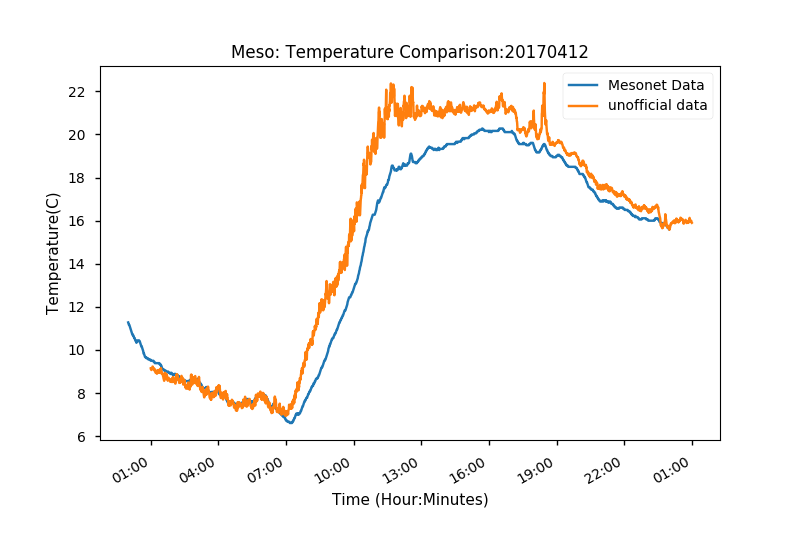 Meso: Temperature Comparison:20170412
Mesonet Data
unofficial data
22
20
18
16
14
12
10
8
6
Temperature(C)
01:00 04:00 07:00 10:00 13:00 16:00 19:00 22:00 01:00
Time (Hour:Minutes)